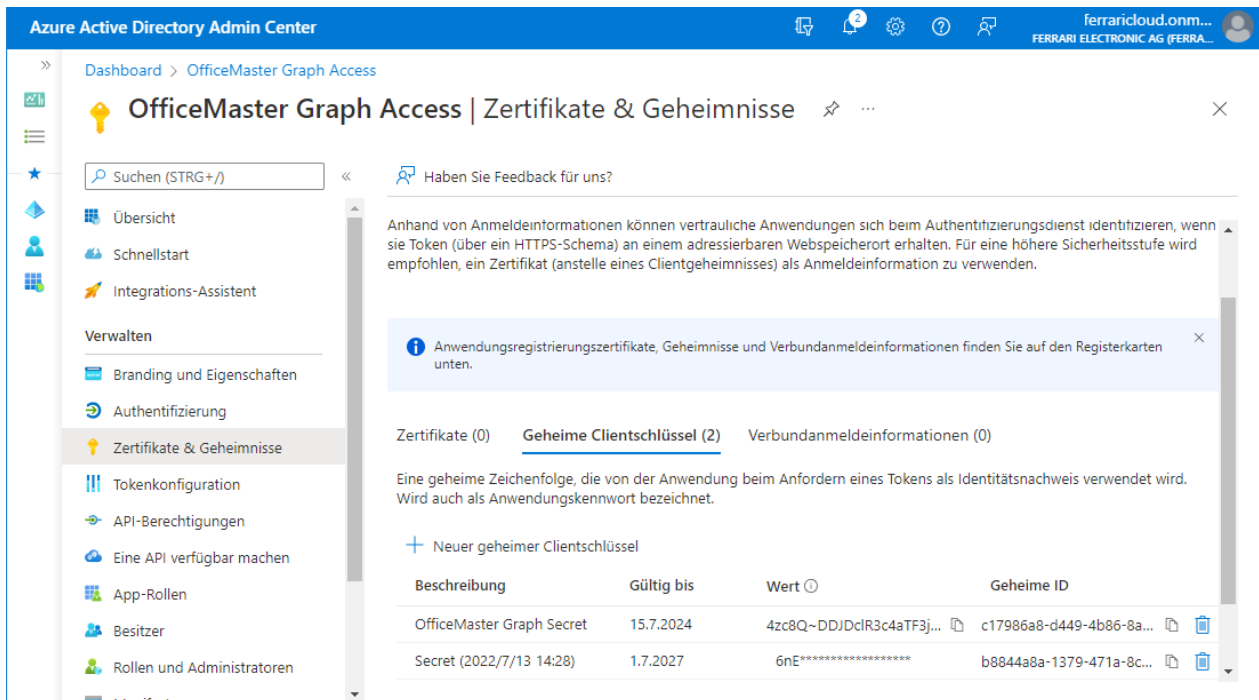 Azure Active Directory Admin Center
2
ferraricloud.onm...
FERRARI ELECTRONIC AG (FERRA...
Dashboard > OfficeMaster Graph Access
OfficeMaster Graph Access | Zertifikate & Geheimnisse
Suchen (STRG+/)
Übersicht
Schnellstart
Integrations-Assistent
Verwalten
Branding und Eigenschaften
Authentifizierung
Zertifikate & Geheimnisse
Tokenkonfiguration
API-Berechtigungen
Eine API verfügbar machen
App-Rollen
Besitzer
Rollen und Administratoren
Haben Sie Feedback für uns?
Anhand von Anmeldeinformationen können vertrauliche Anwendungen sich beim Authentifizierungsdienst identifizieren, wenn
sie Token (über ein HTTPS-Schema) an einem adressierbaren Webspeicherort erhalten. Für eine höhere Sicherheitsstufe wird
empfohlen, ein Zertifikat (anstelle eines Clientgeheimnisses) als Anmeldeinformation zu verwenden.
Anwendungsregistrierungszertifikate, Geheimnisse und Verbundanmeldeinformationen finden Sie auf den Registerkarten
unten.
Zertifikate (0) Geheime Clientschlüssel (2) Verbundanmeldeinformationen (0)
Eine geheime Zeichenfolge, die von der Anwendung beim Anfordern eines Tokens als Identitätsnachweis verwendet wird.
Wird auch als Anwendungskennwort bezeichnet.
Neuer geheimer Clientschlüssel
Beschreibung Gültig bis Wert Geheime ID
OfficeMaster Graph Secret 15.7.2024 4zc8Q~DDJDclR3c4aTF3j... c17986a8-d449-4b86-8a...
Secret (2022/7/13 14:28) 1.7.2027 6nE****************** b8844a8a-1379-471a-8c...